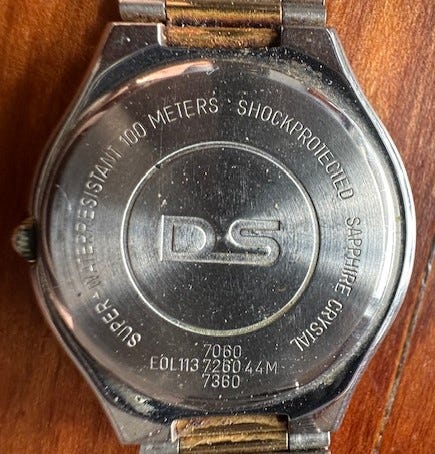 SUPER-WATERRESISTANT 100 METERS SHOCKPROTECTED SAPPHIRE CRYSTAL
DS
7060
EOL113 7260 44M
7360